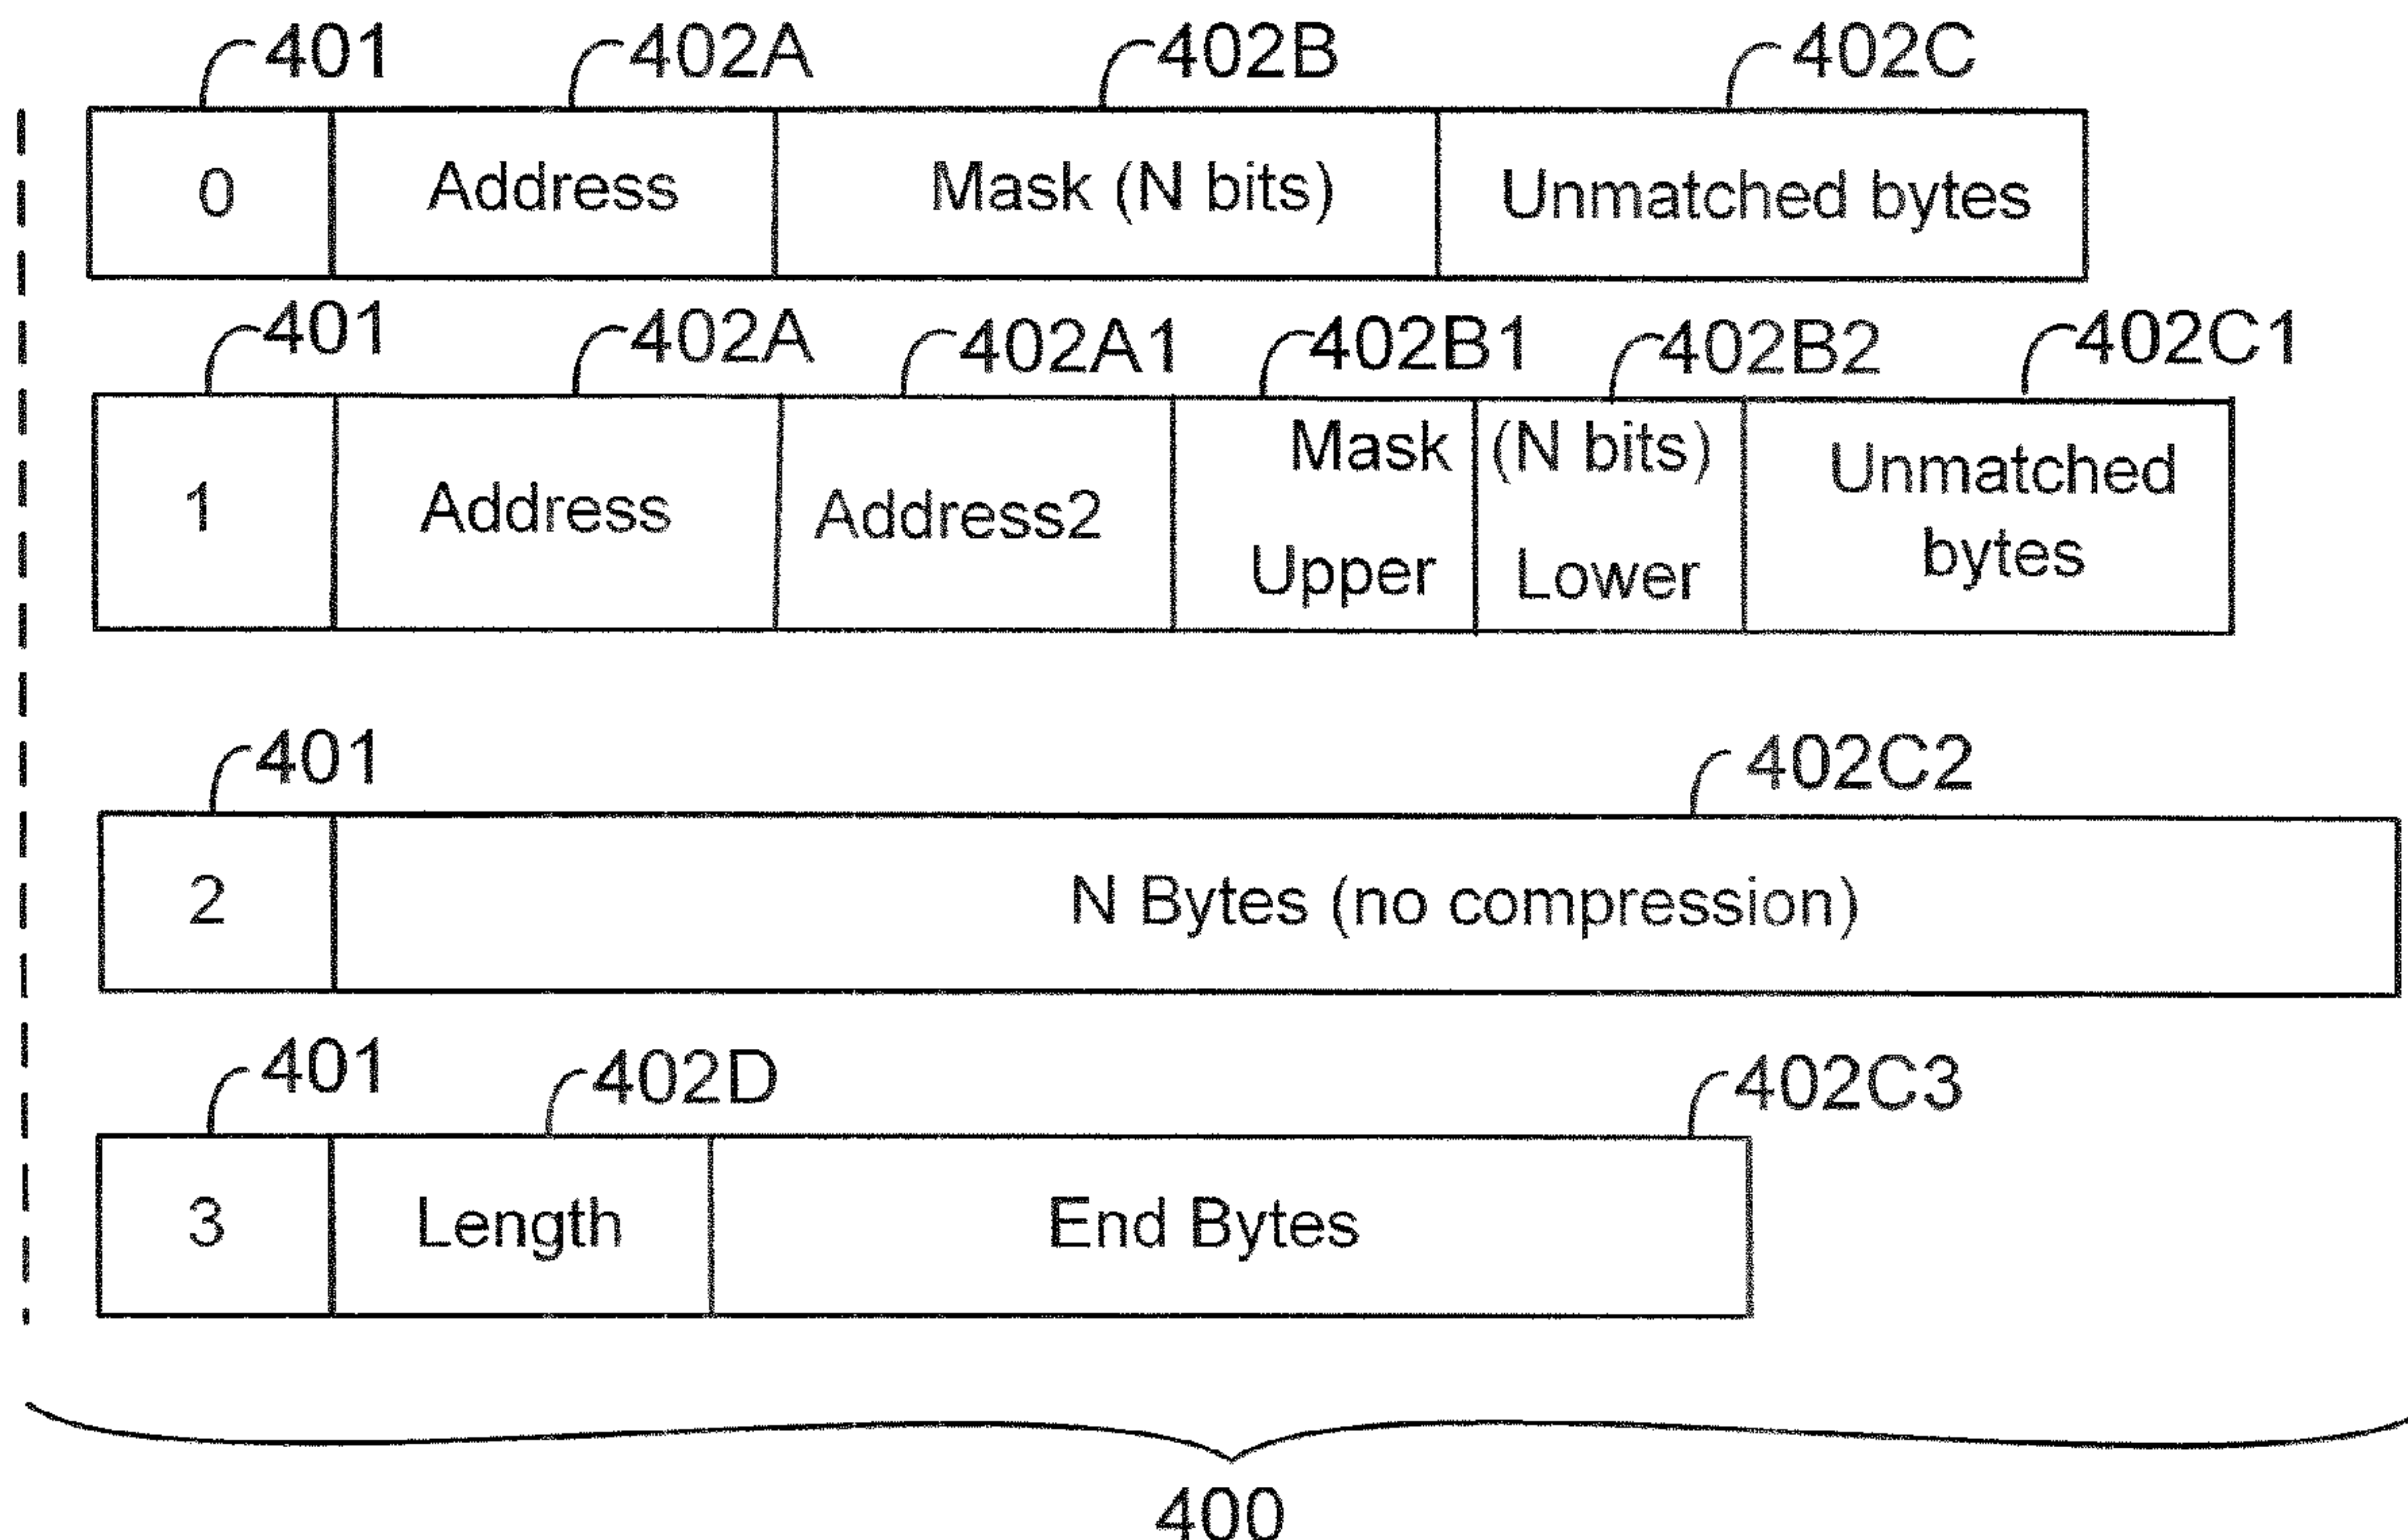 401 402A 402B 402C
0 Address Mask (N bits) Unmatched bytes
401 402A 402A1 402B1 402B2 402C1
1 Address Address2 Mask Upper (N bits) Lower Unmatched bytes
401 402C2
2 N Bytes (no compression)
401 402D 402C3
3 Length End Bytes
400